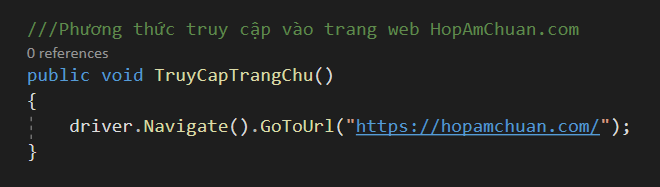 ///Phương thức truy cập vào trang web HopAmChuan.com
0 references
public void TruyCapTrangChu()
{
driver.Navigate().GoToUrl("https://hopamchuan.com/");
}